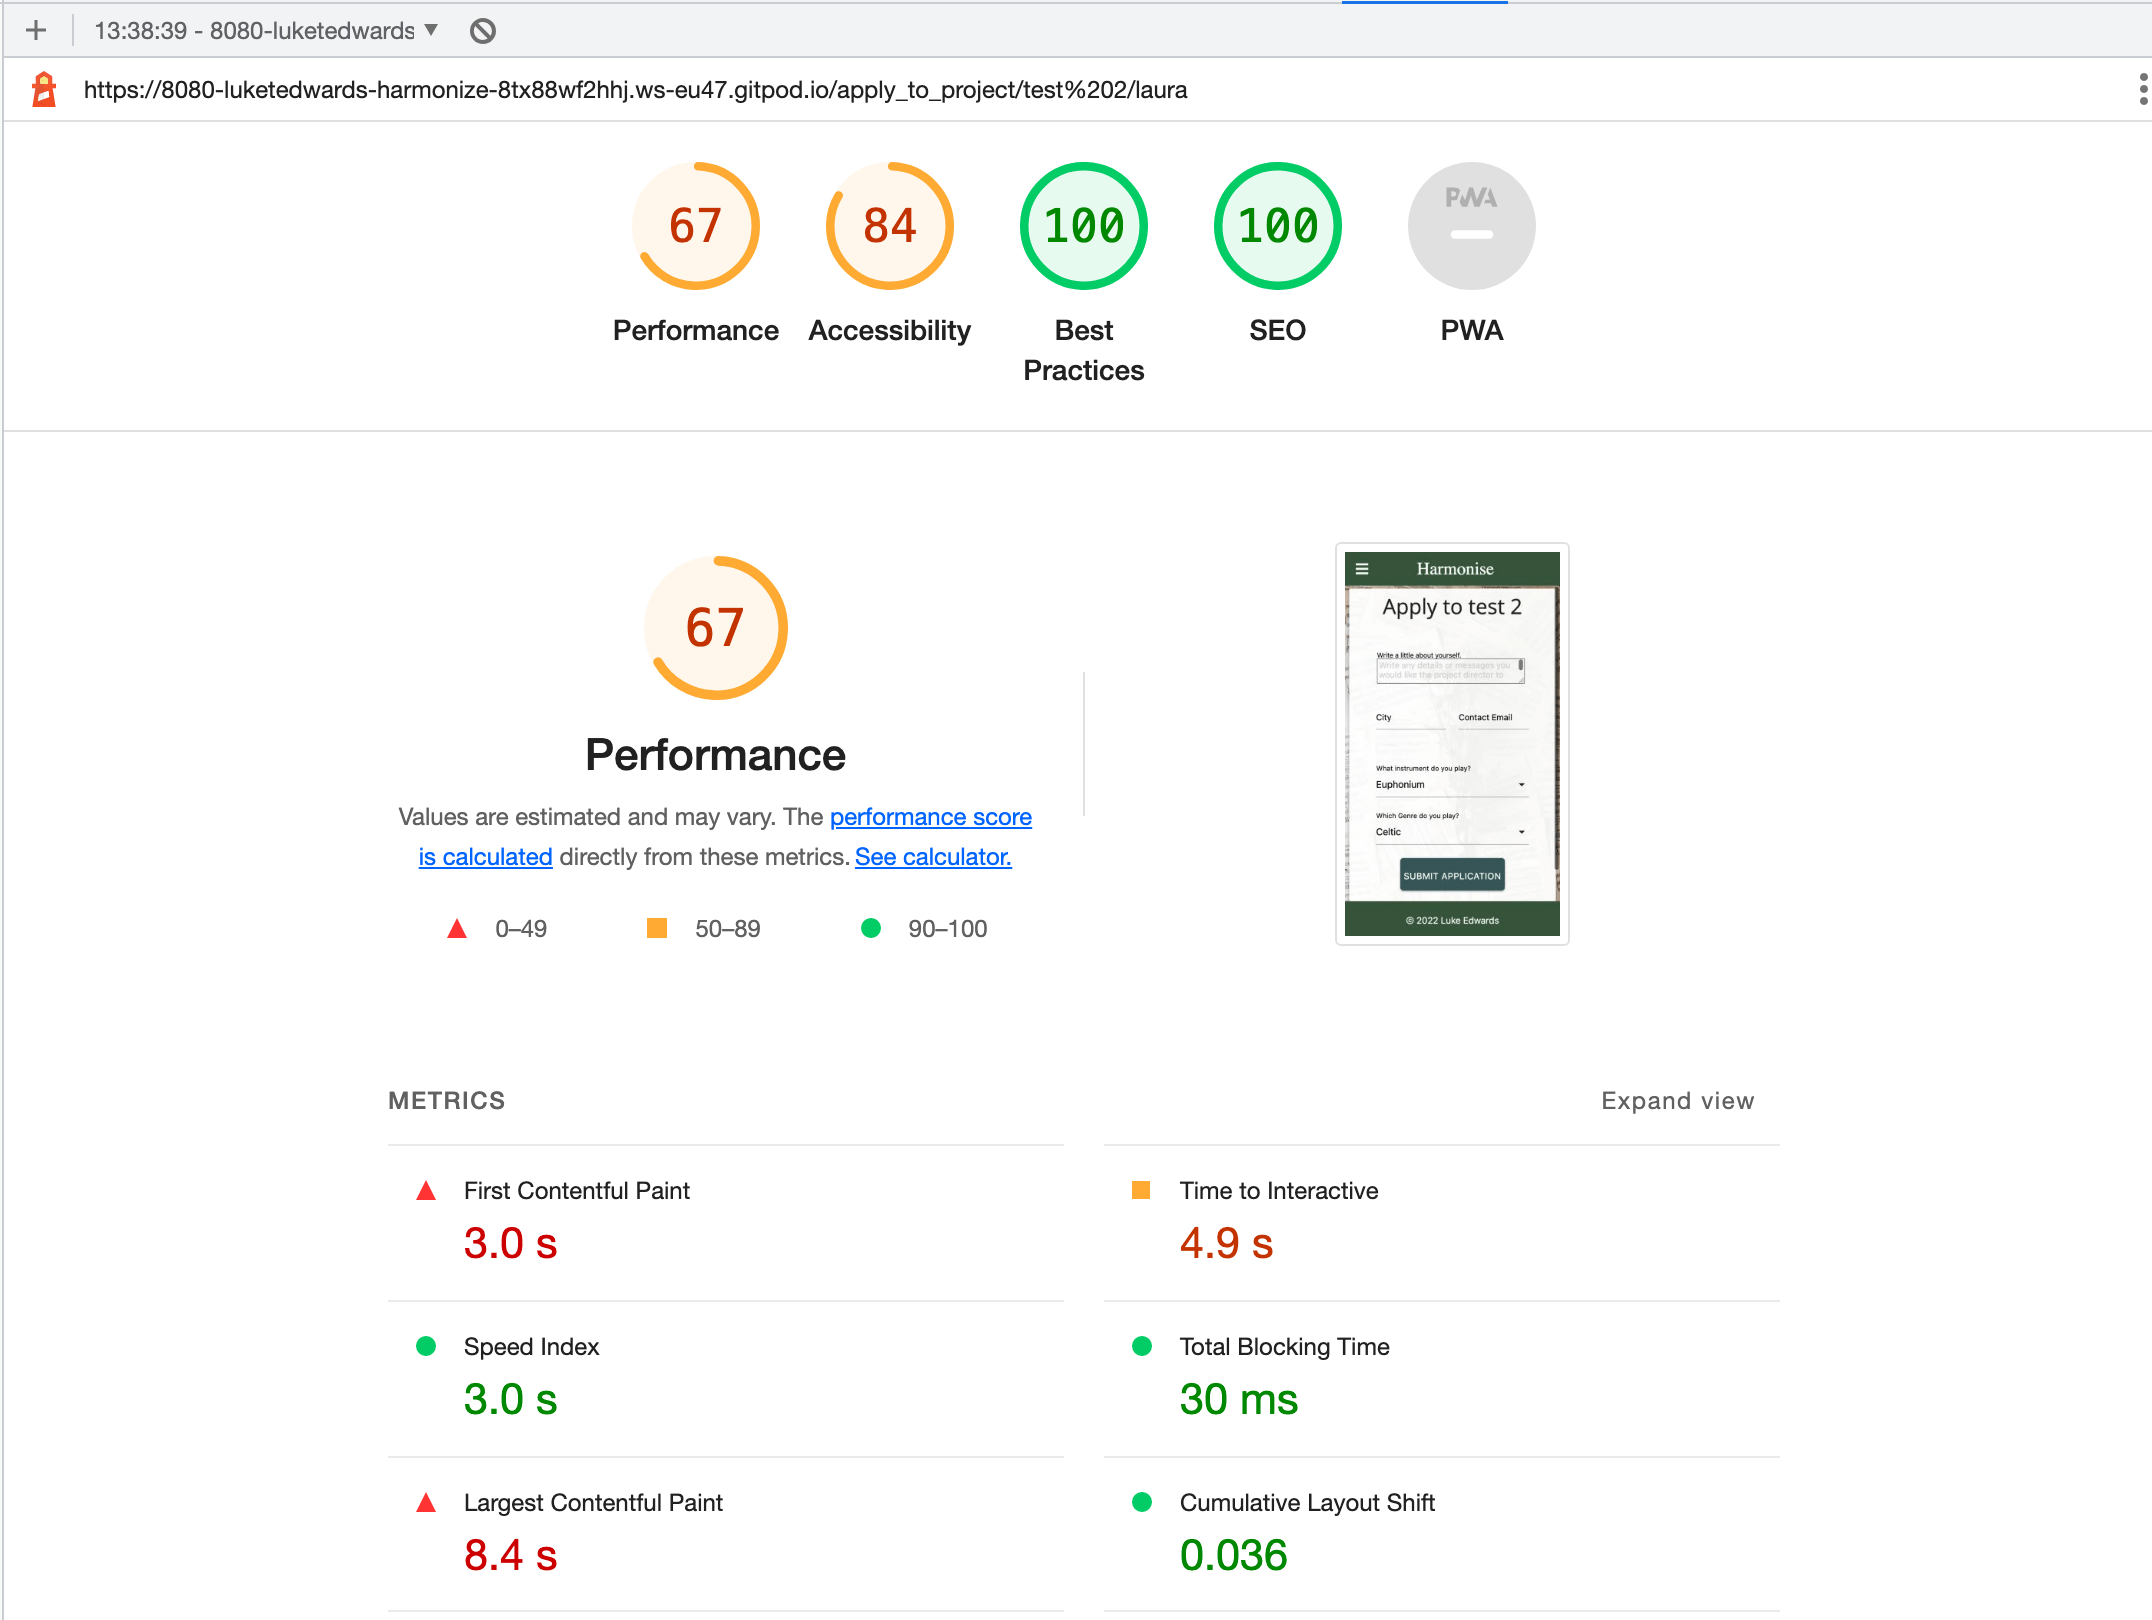 13:38:39 - 8080-luketedwards
https://8080-luketedwards-harmonize-8tx88wf2hhj.ws-eu47.gitpod.io/apply_to_project/test%202/laura
67
84
100
100
PWA
Performance
Accessibility
Best
Practices
SEO
PWA
67
Performance
Values are estimated and may vary. The performance score
is calculated directly from these metrics. See calculator.
0–49
50–89
90–100
Harmonise
Apply to test 2
Write a little about yourself.
Write any details or messages you
would like the project director to
City
Contact Email
What instrument do you play?
Euphonium
Which Genre do you play?
Celtic
SUBMIT APPLICATION
© 2022 Luke Edwards
METRICS
Expand view
First Contentful Paint
3.0 s
Time to Interactive
4.9 s
Speed Index
3.0 s
Total Blocking Time
30 ms
Largest Contentful Paint
8.4 s
Cumulative Layout Shift
0.036